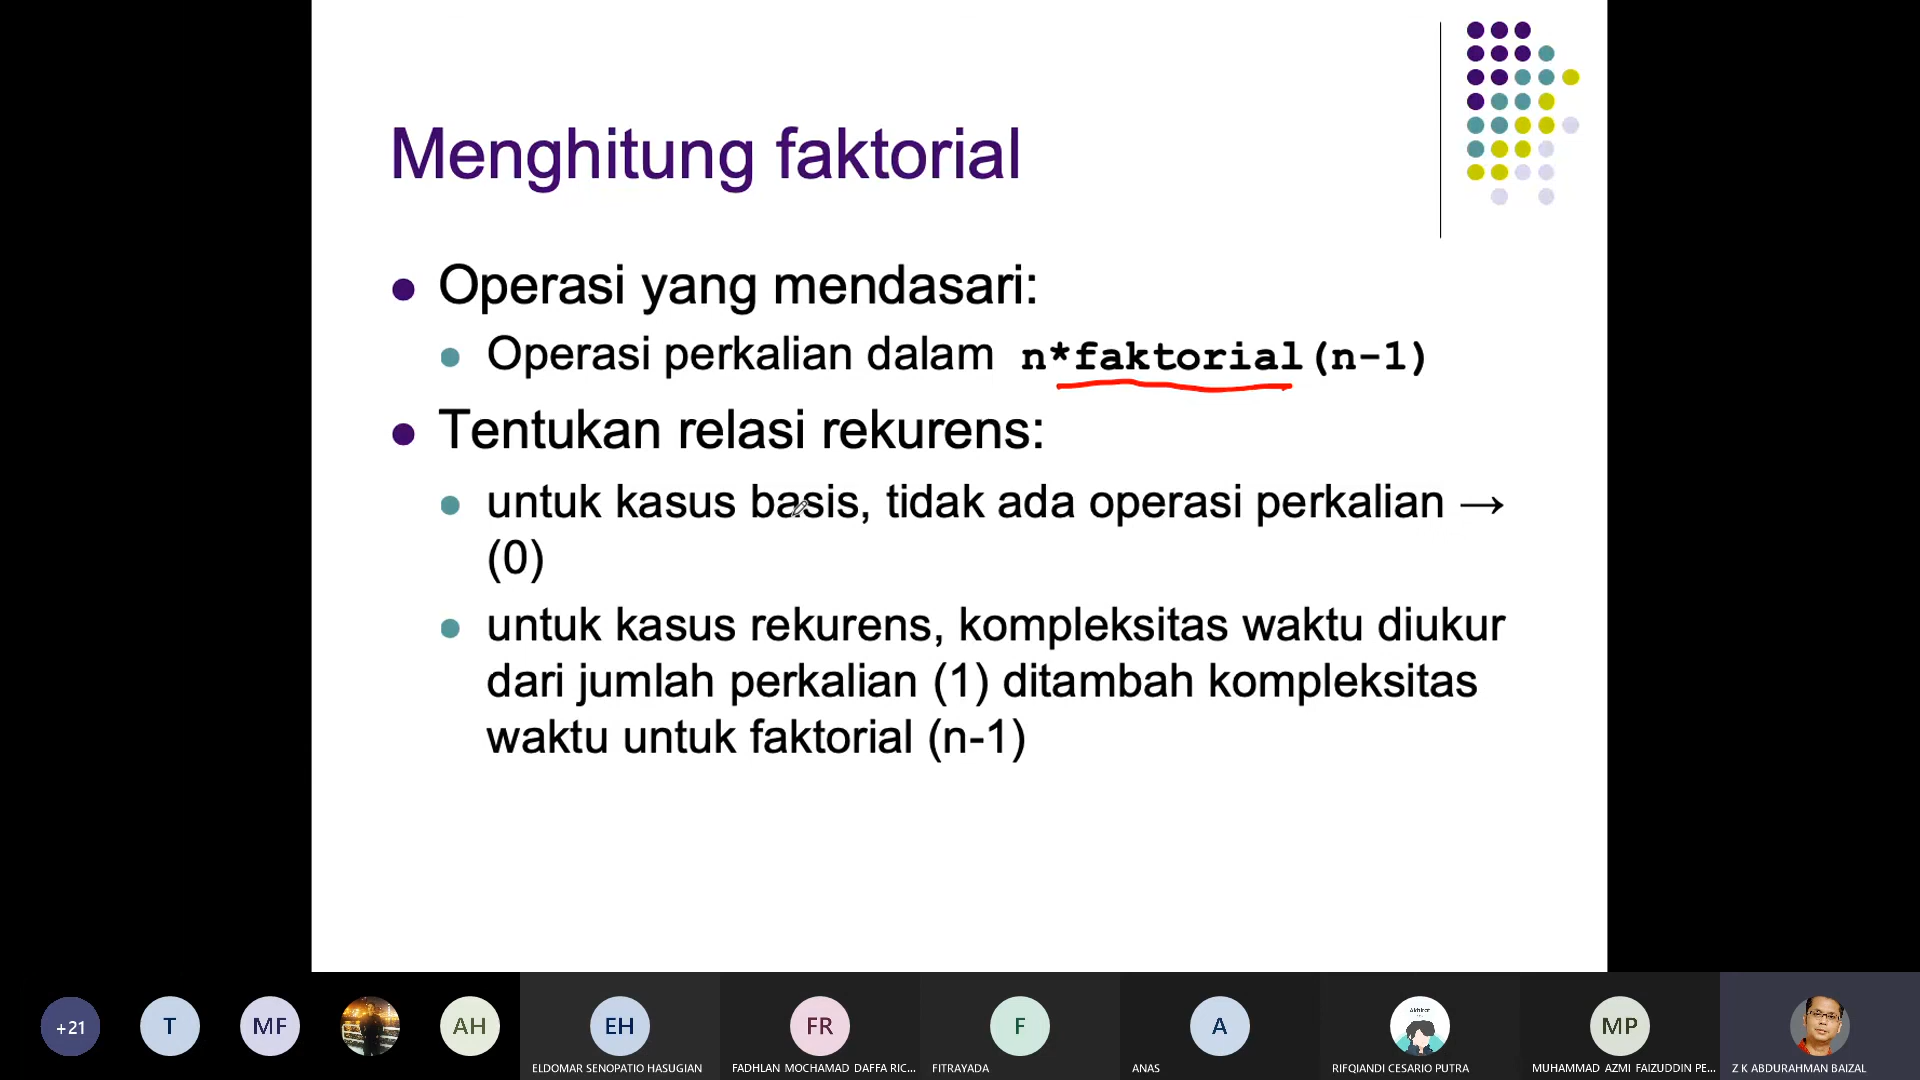 Menghitung faktorial
Operasi yang mendasari:
Operasi perkalian dalam n*faktorial(n-1)
Tentukan relasi rekurens:
untuk kasus basis, tidak ada operasi perkalian →
(0)
untuk kasus rekurens, kompleksitas waktu diukur
dari jumlah perkalian (1) ditambah kompleksitas
waktu untuk faktorial (n-1)
+21
T
MF
AH
EH
FR
F
A
MP
ELDOMAR SENOPATIO HASUGIAN
FADHLAN MOCHAMAD DAFFA RIC...
FITRAYADA
ANAS
RIFQIANDI CESARIO PUTRA
MUHAMMAD AZMI FAIZUDDIN PE...
Z K ABDURAHMAN BAIZAL